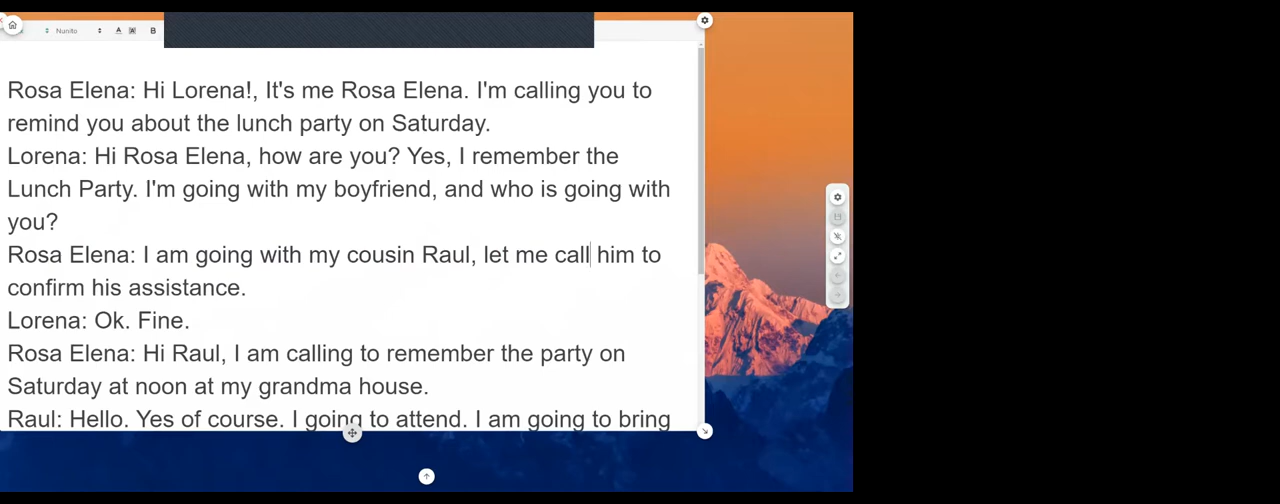 Nunito
A
A
B
Rosa Elena: Hi Lorena!, It's me Rosa Elena. I'm calling you to
remind you about the lunch party on Saturday.
Lorena: Hi Rosa Elena, how are you? Yes, I remember the
Lunch Party. I'm going with my boyfriend, and who is going with
you?
Rosa Elena: I am going with my cousin Raul, let me call him to
confirm his assistance.
Lorena: Ok. Fine.
Rosa Elena: Hi Raul, I am calling to remember the party on
Saturday at noon at my grandma house.
Raul: Hello. Yes of course. I going to attend. I am going to bring